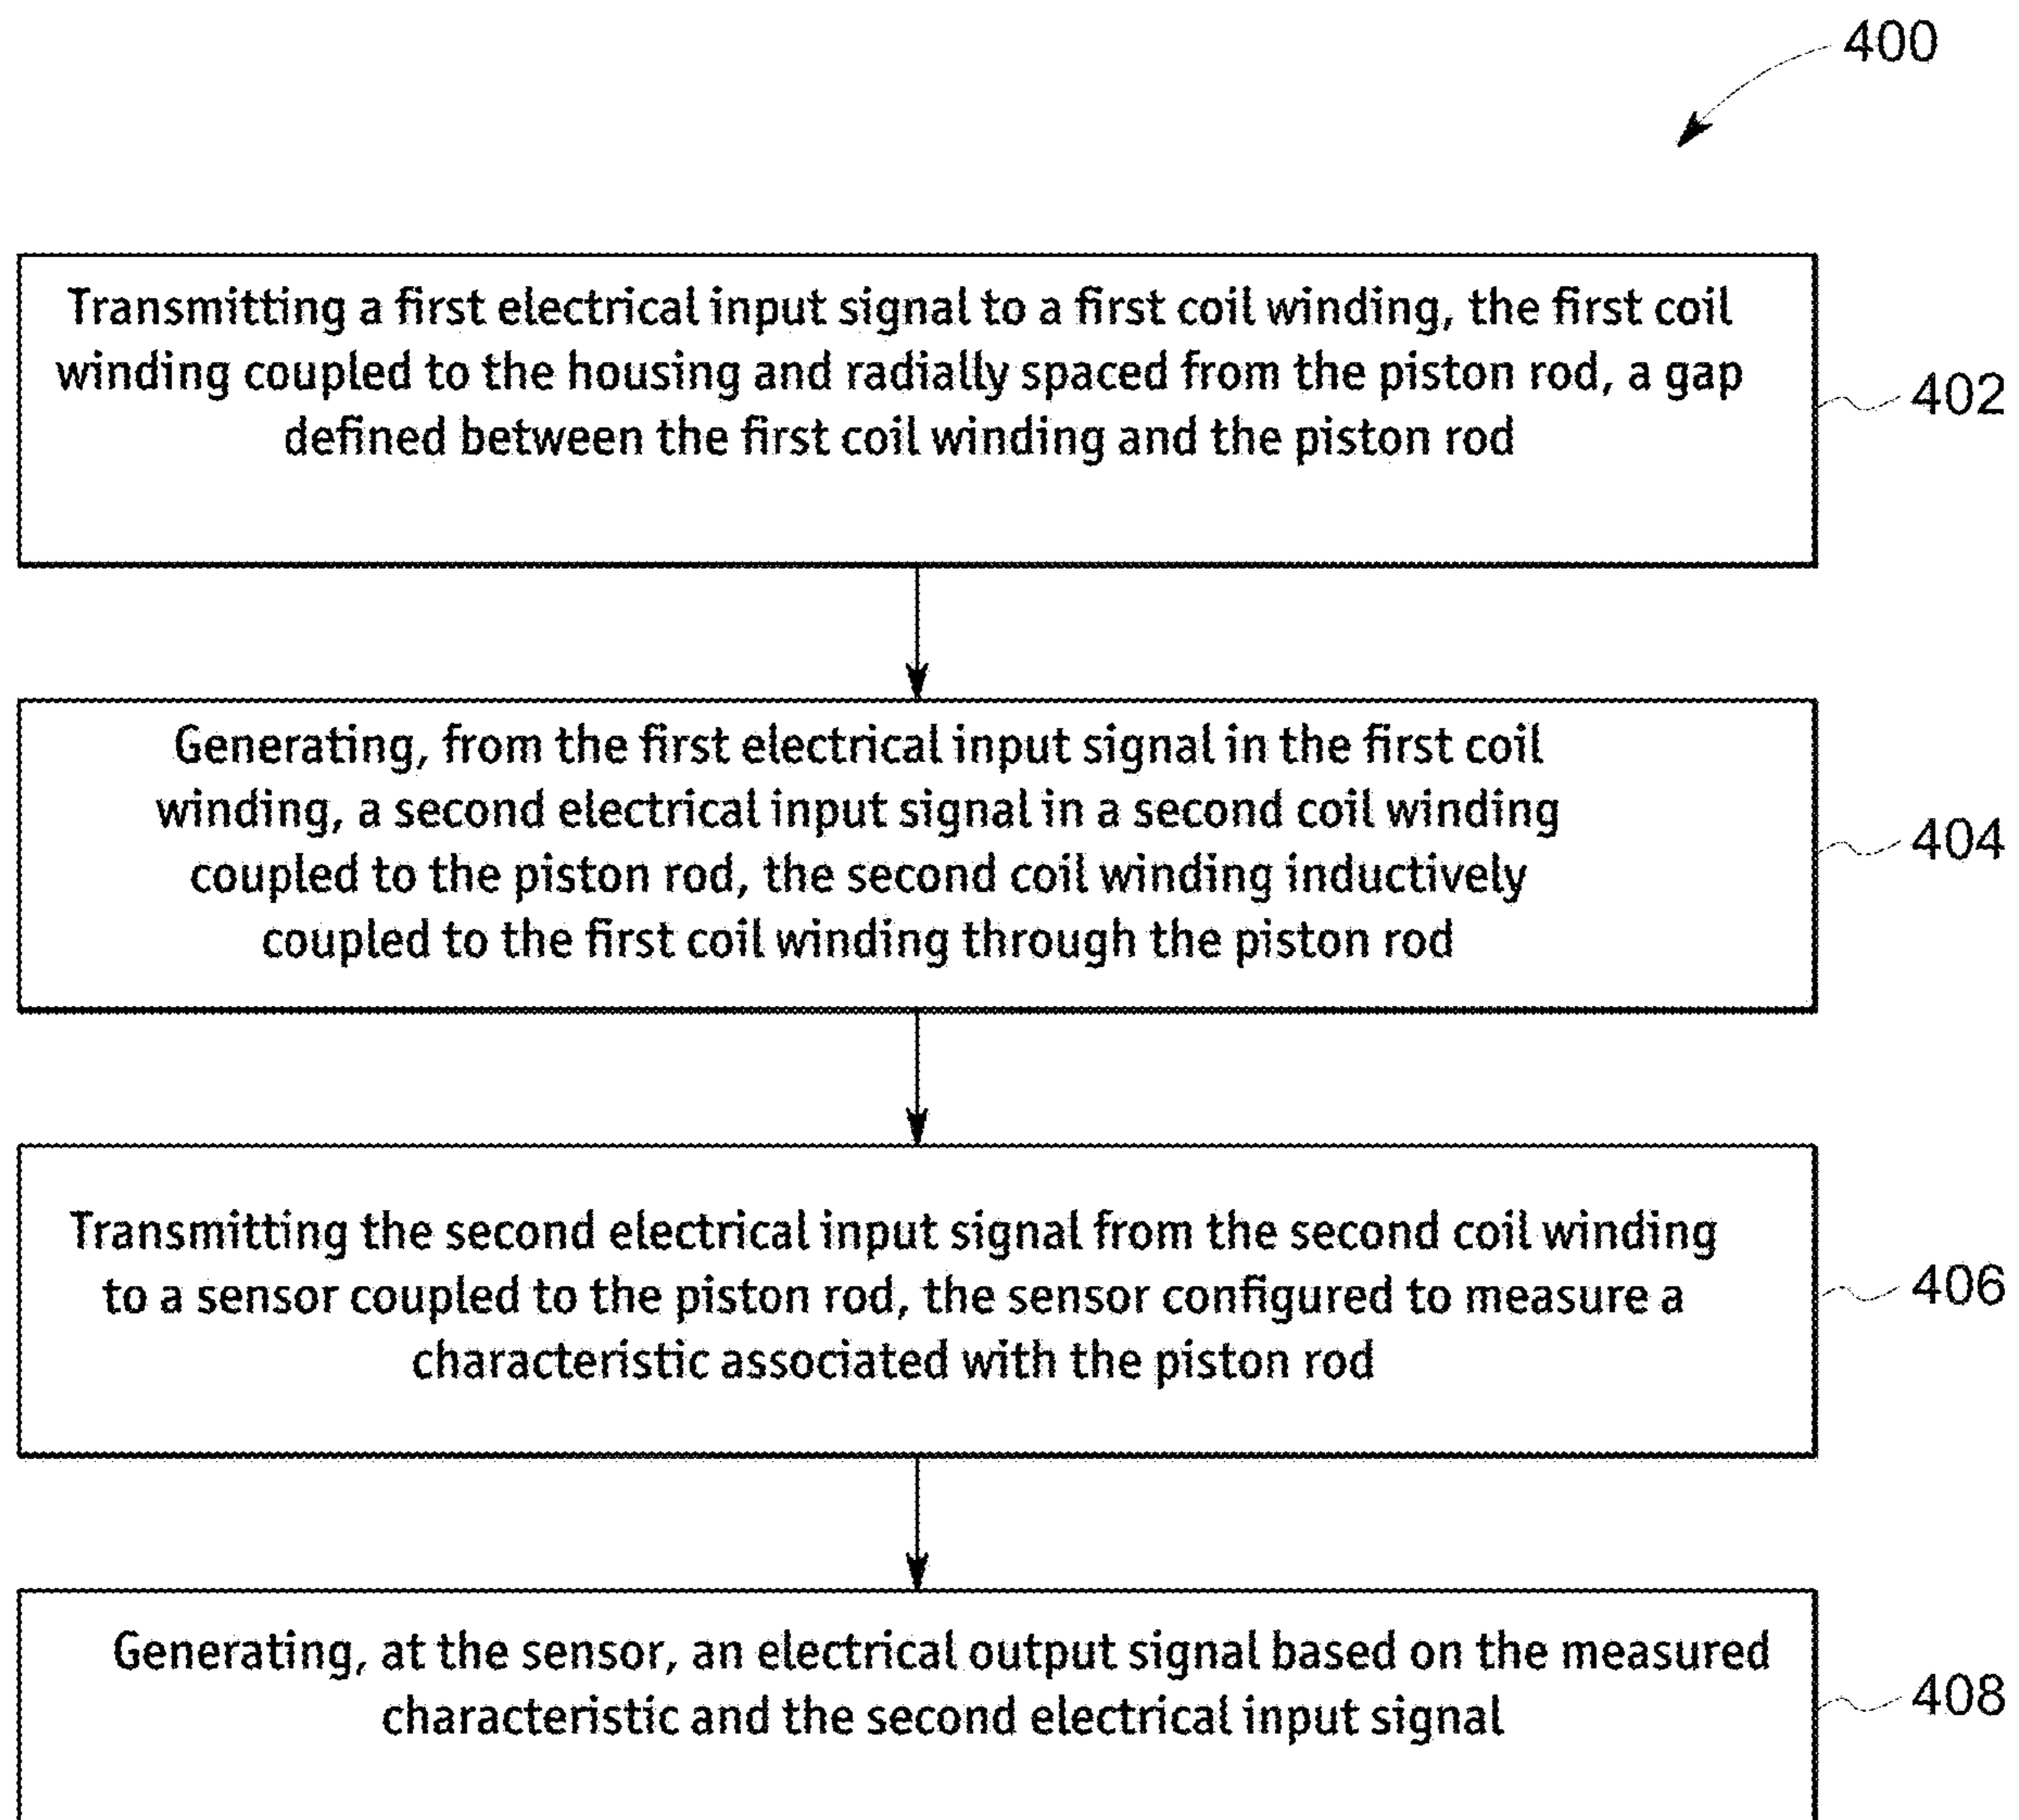 400
Transmitting a first electrical input signal to a first coil winding, the first coil
winding coupled to the housing and radially spaced from the piston rod, a gap
defined between the first coil winding and the piston rod
402
Generating, from the first electrical input signal in the first coil
winding, a second electrical input signal in a second coil winding
coupled to the piston rod, the second coil winding inductively
coupled to the first coil winding through the piston rod
404
Transmitting the second electrical input signal from the second coil winding
to a sensor coupled to the piston rod, the sensor configured to measure a
characteristic associated with the piston rod
406
Generating, at the sensor, an electrical output signal based on the measured
characteristic and the second electrical input signal
408